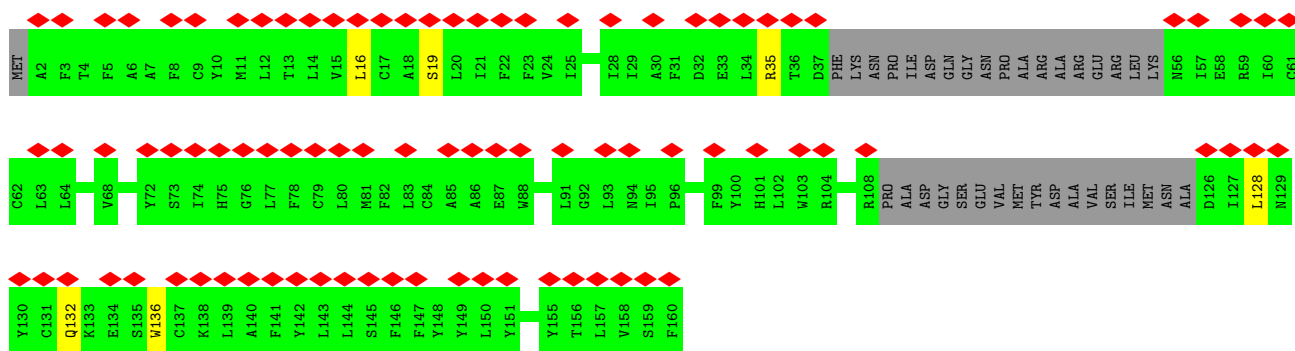 MET A2 F3 T4 F5 A6 A7 F8 C9 Y10 M11 L12 T13 L14 V15 L16 C17 A18 S19 L20 I21 F22 F23 V24 I25 I28 I29 A30 F31 D32 E33 L34 R35 T36 D37 PHE LYS ASN PRO ILE ASP GLN GLY ASN PRO ALA ARG ALA ARG GLU ARG LEU LYS N56 I57 E58 R59 I60 C61
C62 L63 L64 V68 Y72 S73 I74 H75 G76 L77 F78 C79 L80 M81 F82 L83 C84 A85 A86 E87 W88 L91 G92 L93 N94 I95 P96 F99 Y100 H101 L102 W103 R104 R108 PRO ALA ASP GLY SER GLU VAL MET TYR ASP ALA VAL SER ILE MET ASN ALA D126 I127 L128 N129
Y130 C131 Q132 K133 E134 S135 W136 C137 K138 L139 A140 F141 Y142 L143 L144 S145 F146 F147 Y148 Y149 L150 Y151 Y155 T156 L157 V158 S159 F160